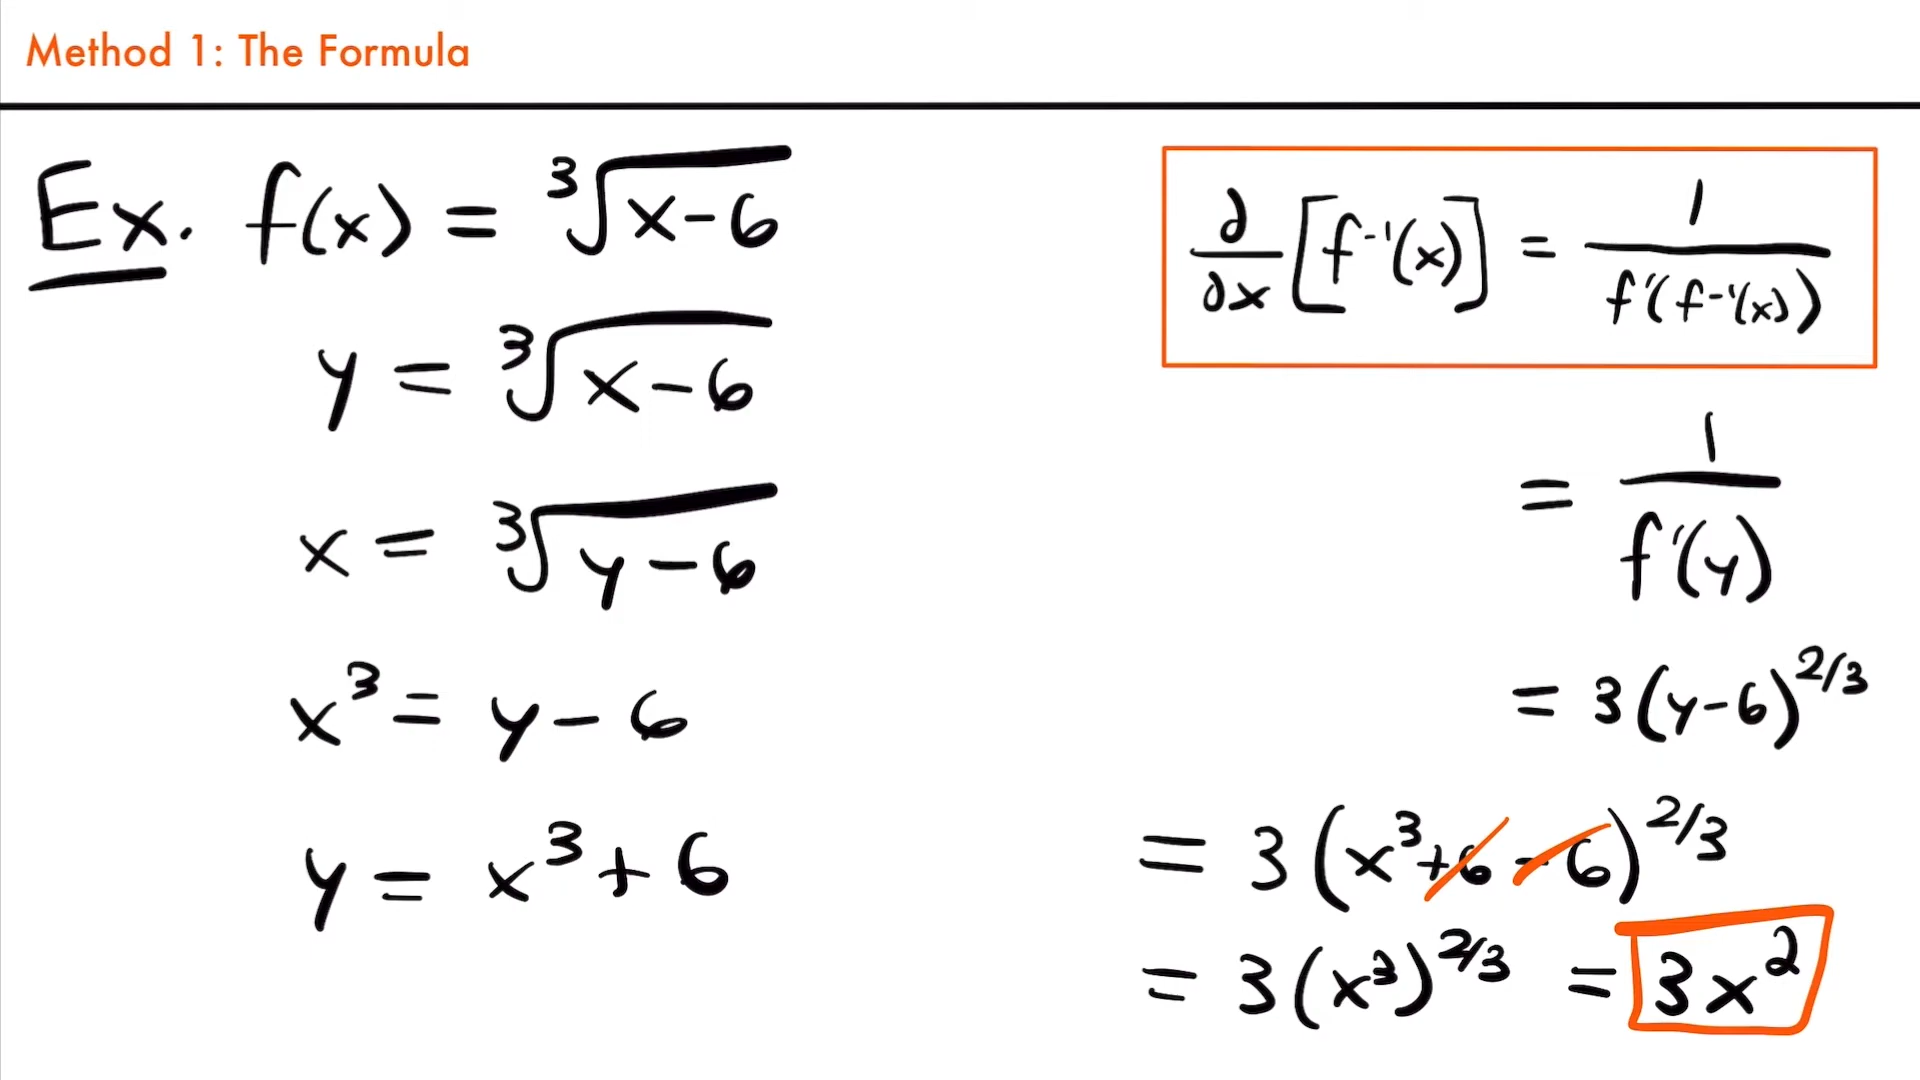 Method 1: The Formula
Ex. f(x) = ∛(x-6)
y = ∛(x-6)
x = ∛(y-6)
x³ = y - 6
y = x³ + 6
∂/∂x [f⁻¹(x)] = 1/f'(f⁻¹(x))
= 1/f'(y)
= 3(y-6)^2/3
= 3(x³+6-6)^2/3
= 3(x³)^2/3 = 3x²